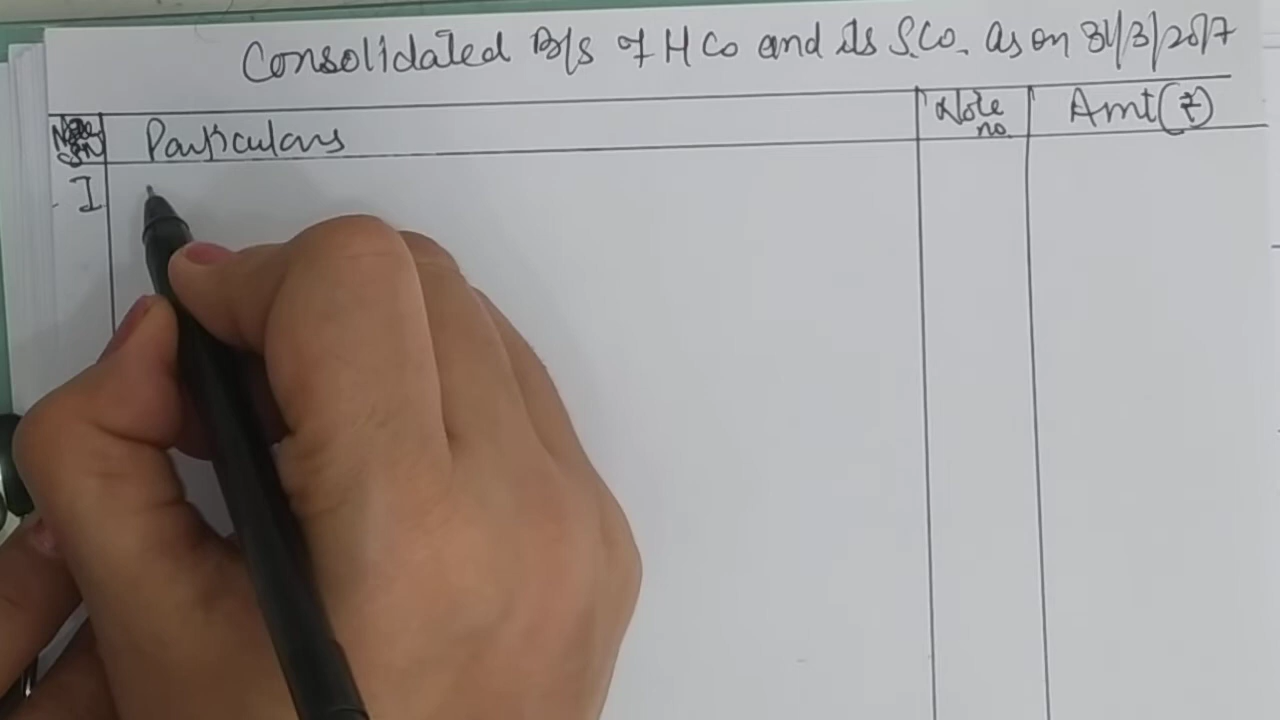 Consolidated B/s of H Co and its S.Co. as on 31/3/2017
Particulars Note no. Amt(₹)
I